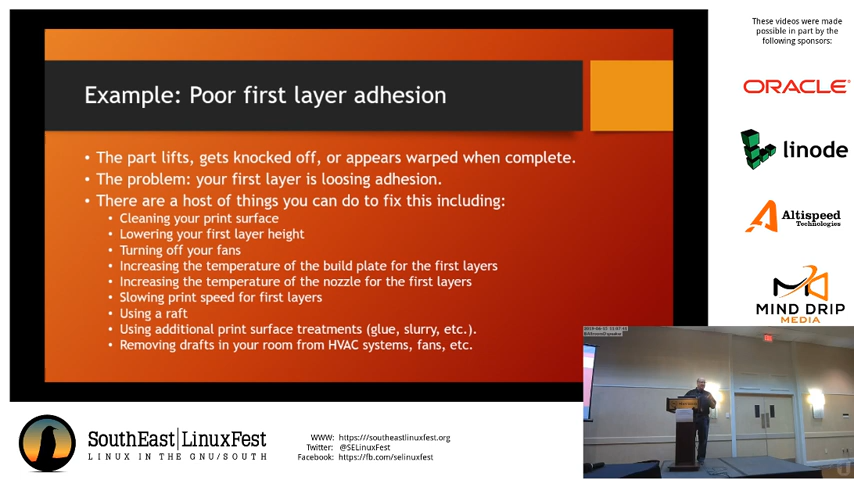 These videos were made
possible in part by the
following sponsors:
ORACLE
linode
Altispeed
Technologies
MIND DRIP
MEDIA
Example: Poor first layer adhesion
• The part lifts, gets knocked off, or appears warped when complete.
• The problem: your first layer is loosing adhesion.
• There are a host of things you can do to fix this including:
• Cleaning your print surface
• Lowering your first layer height
• Turning off your fans
• Increasing the temperature of the build plate for the first layers
• Increasing the temperature of the nozzle for the first layers
• Slowing print speed for first layers
• Using a raft
• Using additional print surface treatments (glue, slurry, etc.).
• Removing drafts in your room from HVAC systems, fans, etc.
SouthEast|LinuxFest
LINUX IN THE GNU/SOUTH
WWW: https://southeastlinuxfest.org
Twitter: @SELinuxFest
Facebook: https://fb.com/selinuxfest